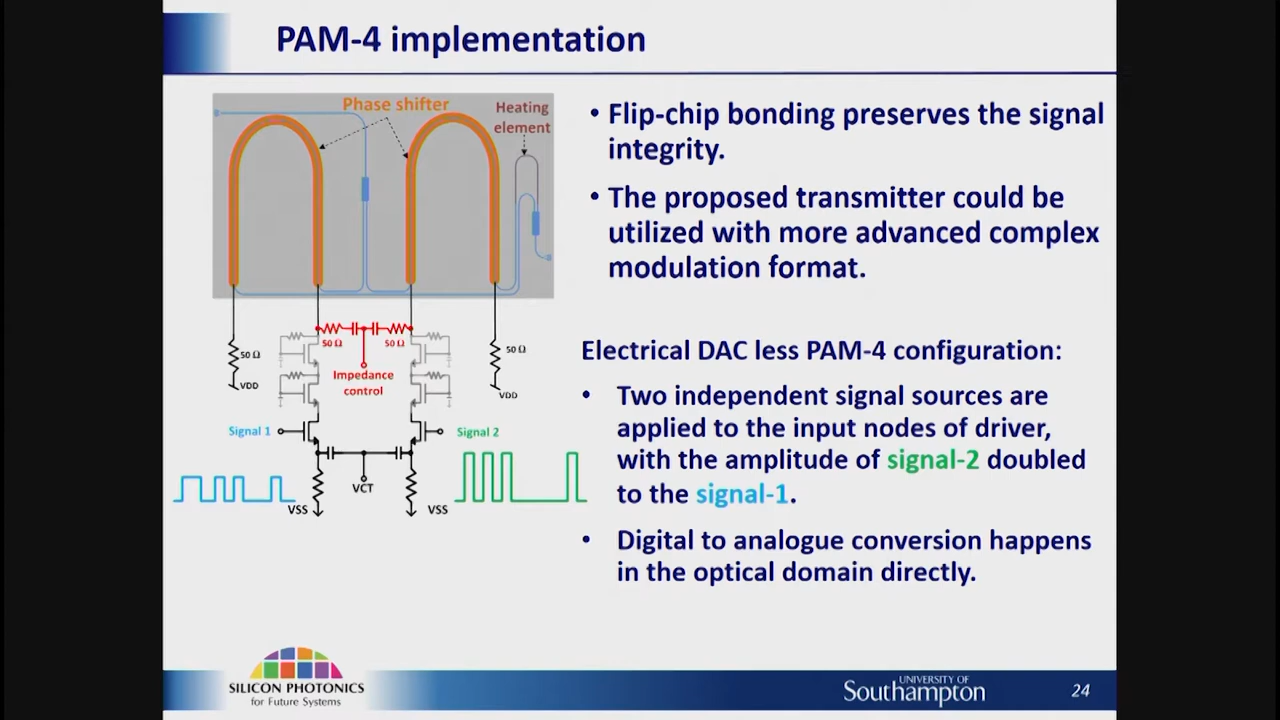 PAM-4 implementation
Phase shifter
Heating
element
50 Ω
50 Ω
50 Ω
50 Ω
VDD
VDD
Impedance
control
Signal 1
Signal 2
VCT
VSS
VSS
• Flip-chip bonding preserves the signal
integrity.
• The proposed transmitter could be
utilized with more advanced complex
modulation format.
Electrical DAC less PAM-4 configuration:
• Two independent signal sources are
applied to the input nodes of driver,
with the amplitude of signal-2 doubled
to the signal-1.
• Digital to analogue conversion happens
in the optical domain directly.
SILICON PHOTONICS
for Future Systems
UNIVERSITY OF
Southampton
24